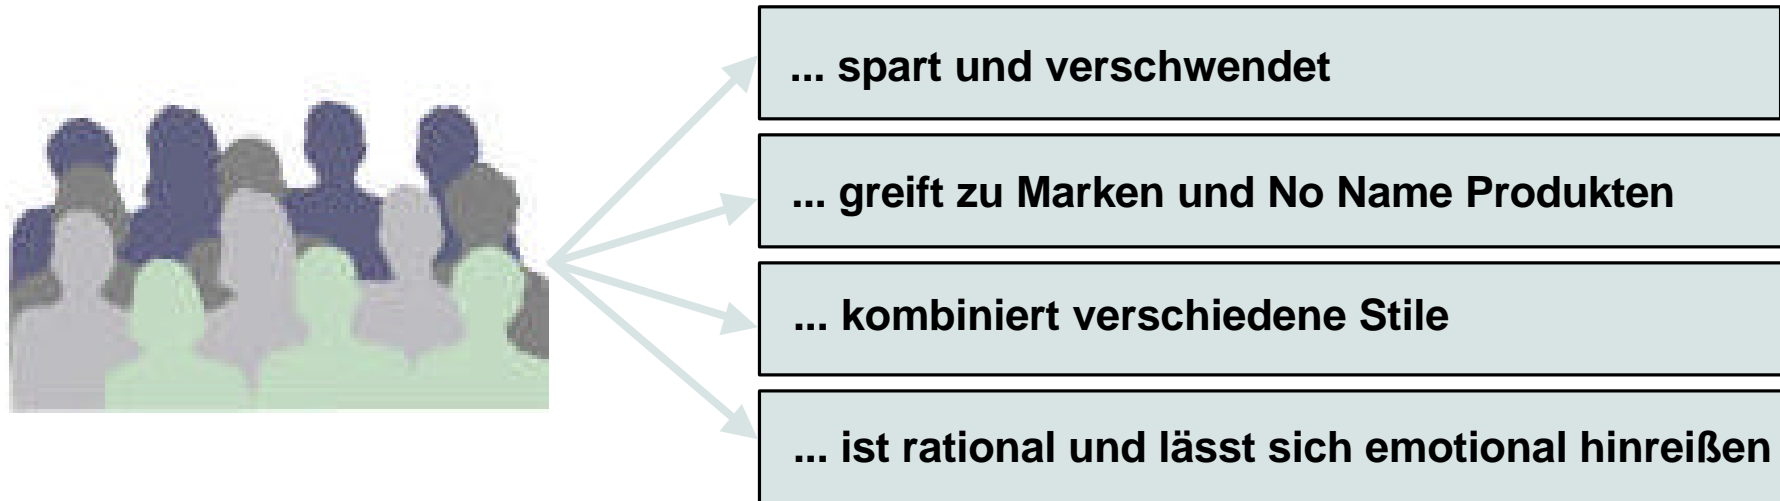 ... spart und verschwendet
... greift zu Marken und No Name Produkten
... kombiniert verschiedene Stile
... ist rational und lässt sich emotional hinreißen